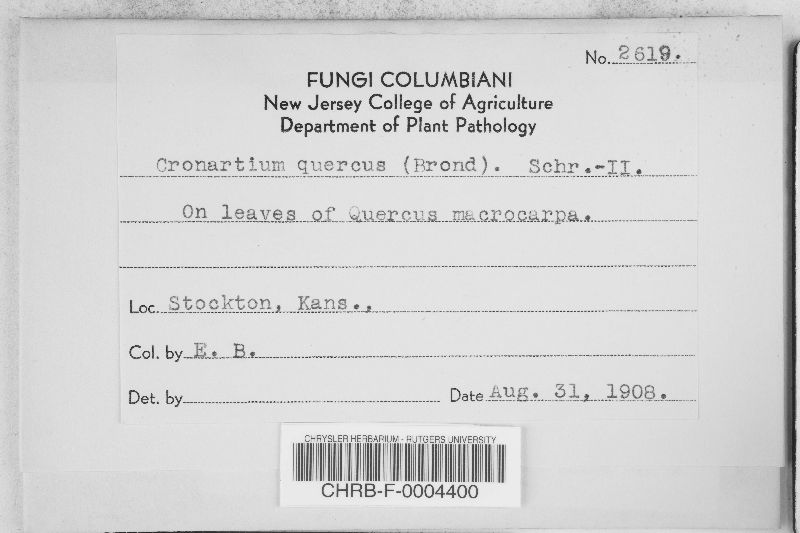 No. 2619.
FUNGI COLUMBIANI
New Jersey College of Agriculture
Department of Plant Pathology
Cronartium quercus (Brond). Schr.-II.
On leaves of Quercus macrocarpa.
Loc. Stockton, Kans.,
Col. by E. B.
Det. by Date Aug. 31, 1908.
CHRYSLER HERBARIUM - RUTGERS UNIVERSITY
CHRB-F-0004400